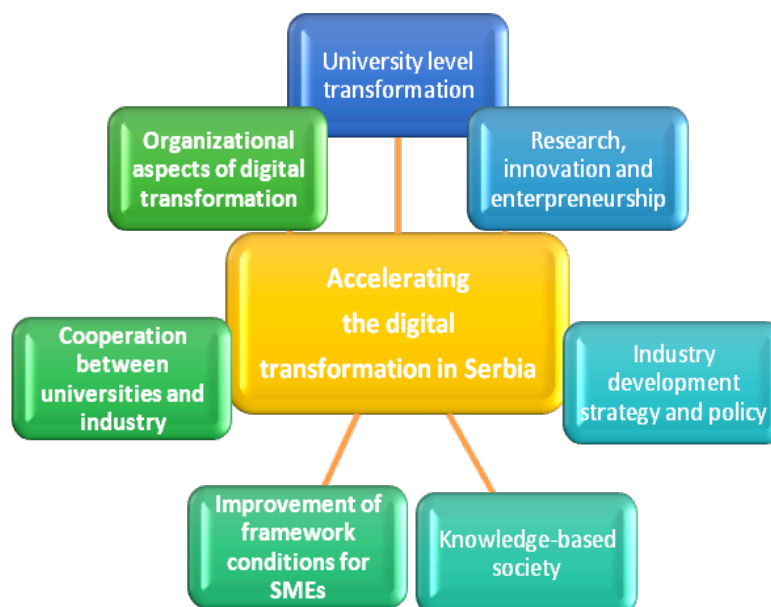 University level
transformation
Organizational
aspects of digital
transformation
Research,
innovation and
enterpreneurship
Accelerating
the digital
transformation in Serbia
Cooperation
between
universities and
industry
Industry
development
strategy and policy
Improvement of
framework
conditions for
SMEs
Knowledge-based
society